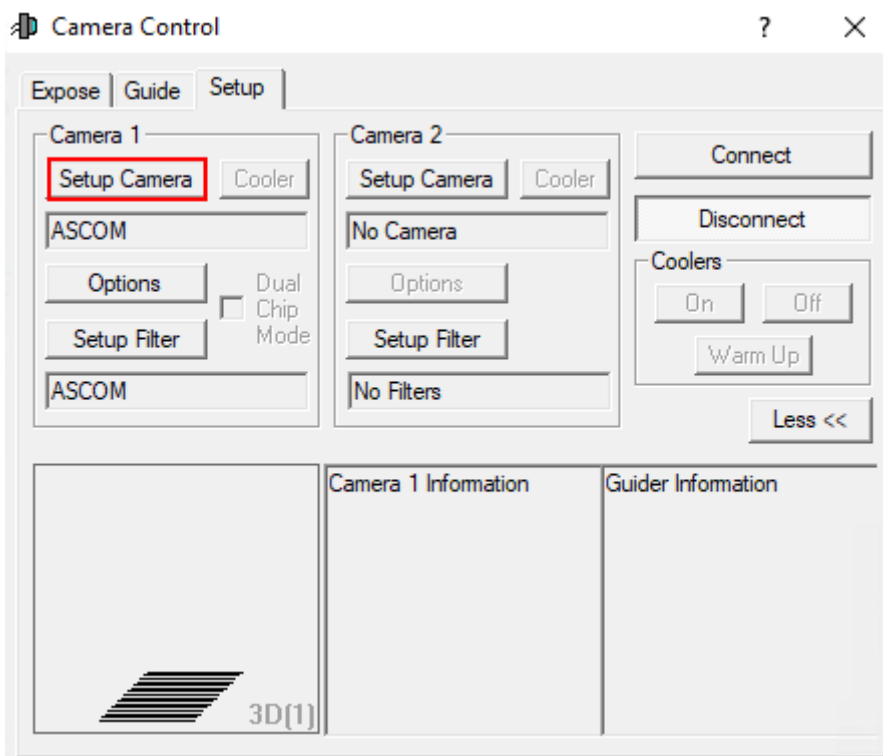 Camera Control
?
Expose Guide Setup
Camera 1
Setup Camera Cooler
ASCOM
Options
Dual
Chip
Mode
Setup Filter
ASCOM
Camera 2
Setup Camera Cooler
No Camera
Options
Setup Filter
No Filters
Connect
Disconnect
Coolers
On Off
Warm Up
Less <<
3D(1)
Camera 1 Information
Guider Information